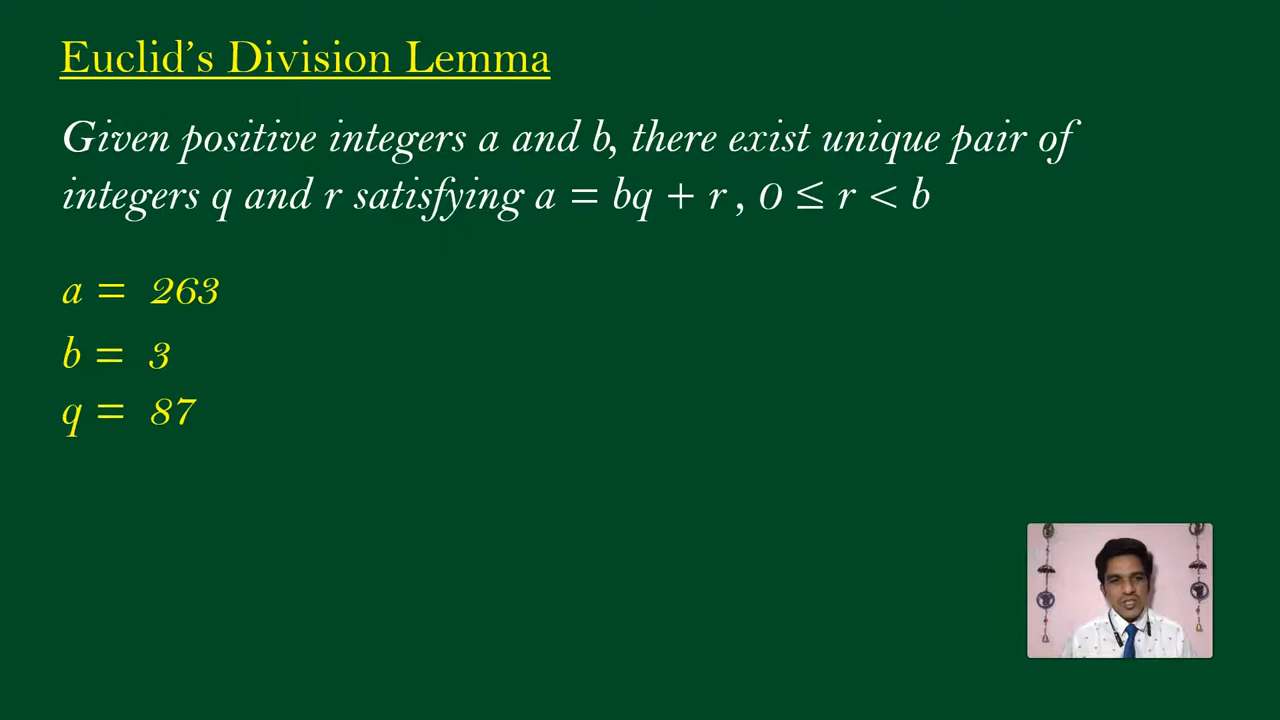 Euclid’s Division Lemma
Given positive integers a and b, there exist unique pair of
integers q and r satisfying a = bq + r , 0 ≤ r < b
a = 263
b = 3
q = 87